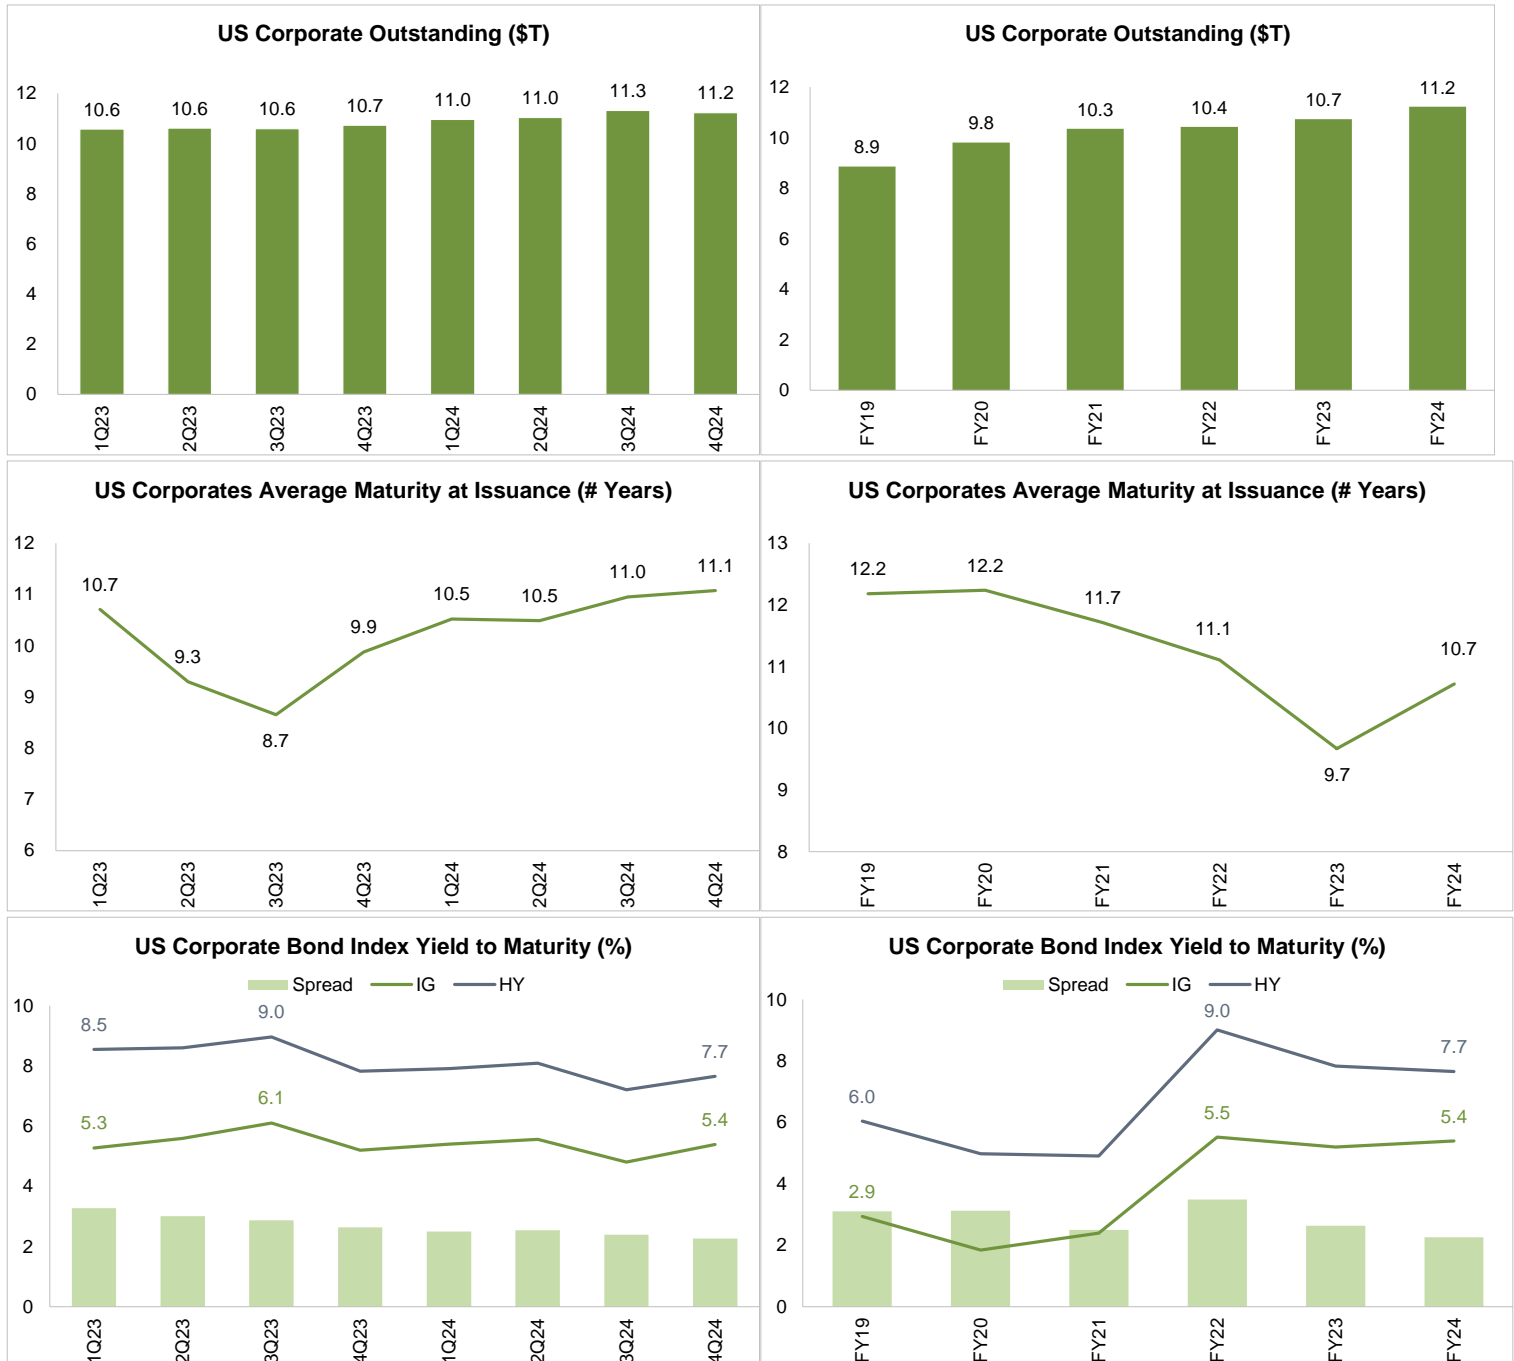 US Corporate Outstanding ($T)
12
10
8
6
4
2
0
10.6 10.6 10.6 10.7 11.0 11.0 11.3 11.2
1Q23 2Q23 3Q23 4Q23 1Q24 2Q24 3Q24 4Q24
US Corporate Outstanding ($T)
12
10
8
6
4
2
0
8.9 9.8 10.3 10.4 10.7 11.2
FY19 FY20 FY21 FY22 FY23 FY24
US Corporates Average Maturity at Issuance (# Years)
12
11
10
9
8
7
6
10.7 9.3 8.7 9.9 10.5 10.5 11.0 11.1
1Q23 2Q23 3Q23 4Q23 1Q24 2Q24 3Q24 4Q24
US Corporates Average Maturity at Issuance (# Years)
13
12
11
10
9
8
12.2 12.2 11.7 11.1 9.7 10.7
FY19 FY20 FY21 FY22 FY23 FY24
US Corporate Bond Index Yield to Maturity (%)
Spread IG HY
10
8
6
4
2
0
8.5 9.0 7.7
5.3 6.1 5.4
1Q23 2Q23 3Q23 4Q23 1Q24 2Q24 3Q24 4Q24
US Corporate Bond Index Yield to Maturity (%)
Spread IG HY
10
8
6
4
2
0
6.0 9.0 7.7
2.9 5.5 5.4
FY19 FY20 FY21 FY22 FY23 FY24